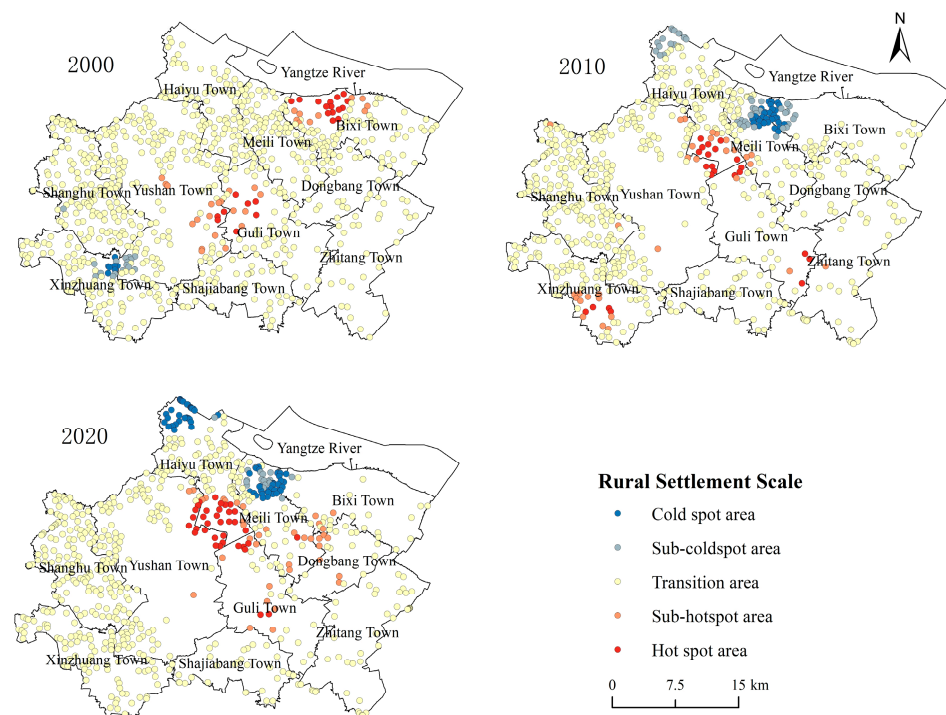 2000
Yangtze River
Haiyu Town
Bixi Town
Meili Town
Shanghu Town
Yushan Town
Dongbang Town
Guli Town
Zhitang Town
Xinzhuang Town
Shajiabang Town
N
2010
Yangtze River
Haiyu Town
Bixi Town
Meili Town
Shanghu Town
Yushan Town
Dongbang Town
Guli Town
Zhitang Town
Xinzhuang Town
Shajiabang Town
2020
Yangtze River
Haiyu Town
Bixi Town
Meili Town
Shanghu Town
Yushan Town
Dongbang Town
Guli Town
Zhitang Town
Xinzhuang Town
Shajiabang Town
Rural Settlement Scale
Cold spot area
Sub-coldspot area
Transition area
Sub-hotspot area
Hot spot area
0 7.5 15 km